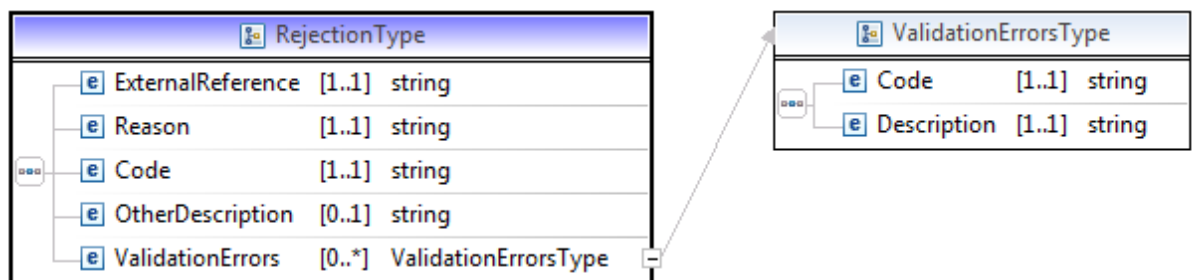 RejectionType
e ExternalReference [1..1] string
e Reason [1..1] string
e Code [1..1] string
e OtherDescription [0..1] string
e ValidationErrors [0..*] ValidationErrorsType
ValidationErrorsType
e Code [1..1] string
e Description [1..1] string